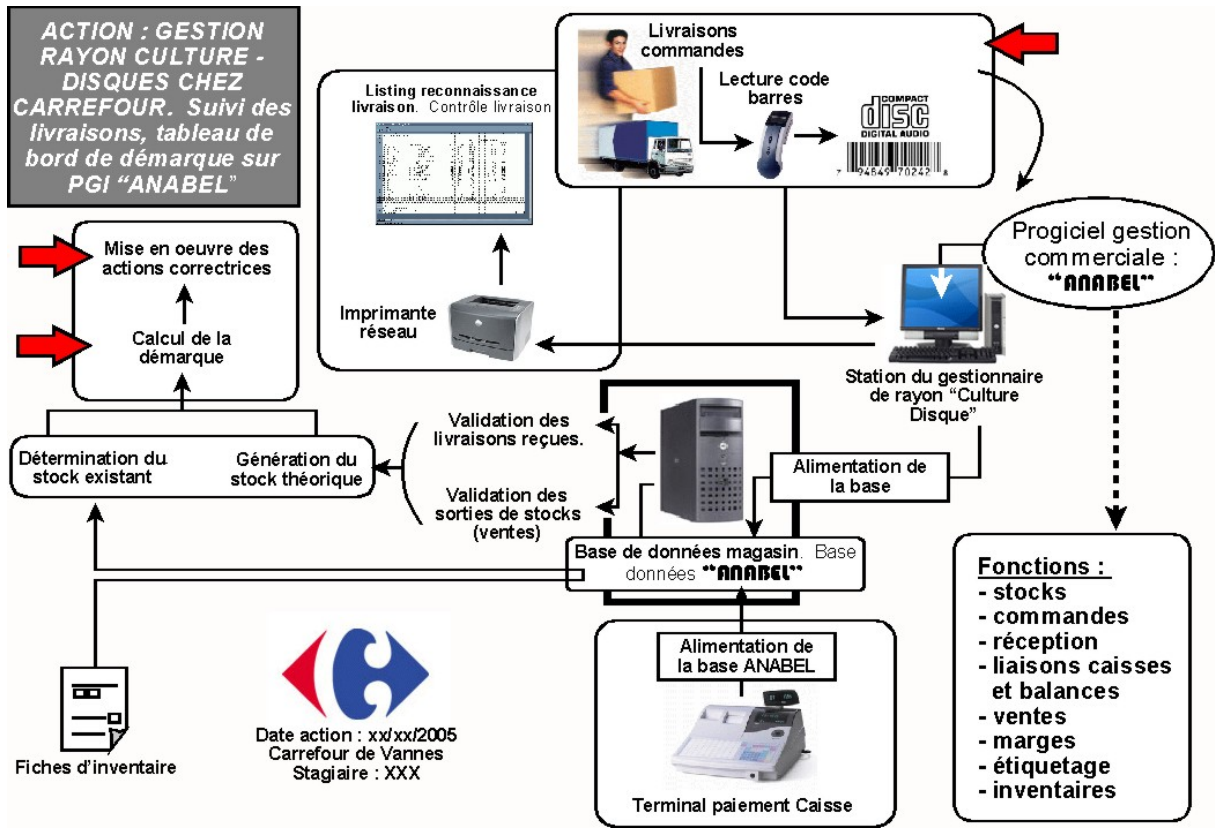 ACTION : GESTION
RAYON CULTURE -
DISQUES CHEZ
CARREFOUR. Suivi des
livraisons, tableau de
bord de démarque sur
PGI “ANABEL”
Livraisons
commandes
Lecture code
barres
COMPACT
disc
DIGITAL AUDIO
7 94849 70242 8
Listing reconnaissance
livraison. Contrôle livraison
Imprimante
réseau
Mise en oeuvre des
actions correctrices
Calcul de la
démarque
Progiciel gestion
commerciale :
“ANABEL”
Station du gestionnaire
de rayon “Culture
Disque”
Détermination du
stock existant
Génération du
stock théorique
Validation des
livraisons reçues.
Validation des
sorties de stocks
(ventes)
Alimentation de
la base
Base de données magasin. Base
données “ANABEL”
Alimentation de
la base ANABEL
Terminal paiement Caisse
Fiches d'inventaire
Date action : xx/xx/2005
Carrefour de Vannes
Stagiaire : XXX
Fonctions :
- stocks
- commandes
- réception
- liaisons caisses
et balances
- ventes
- marges
- étiquetage
- inventaires